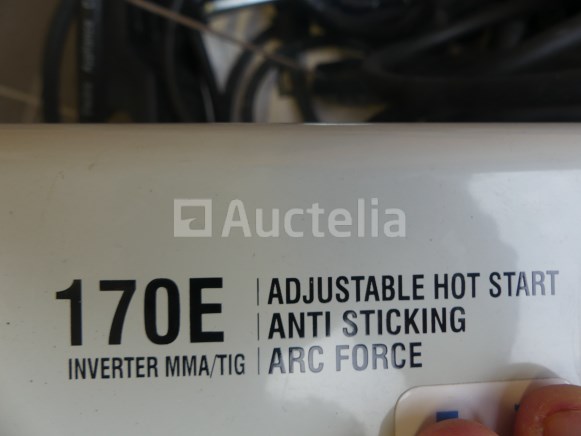 Auctelia
170E
INVERTER MMA/TIG
ADJUSTABLE HOT START
ANTI STICKING
ARC FORCE